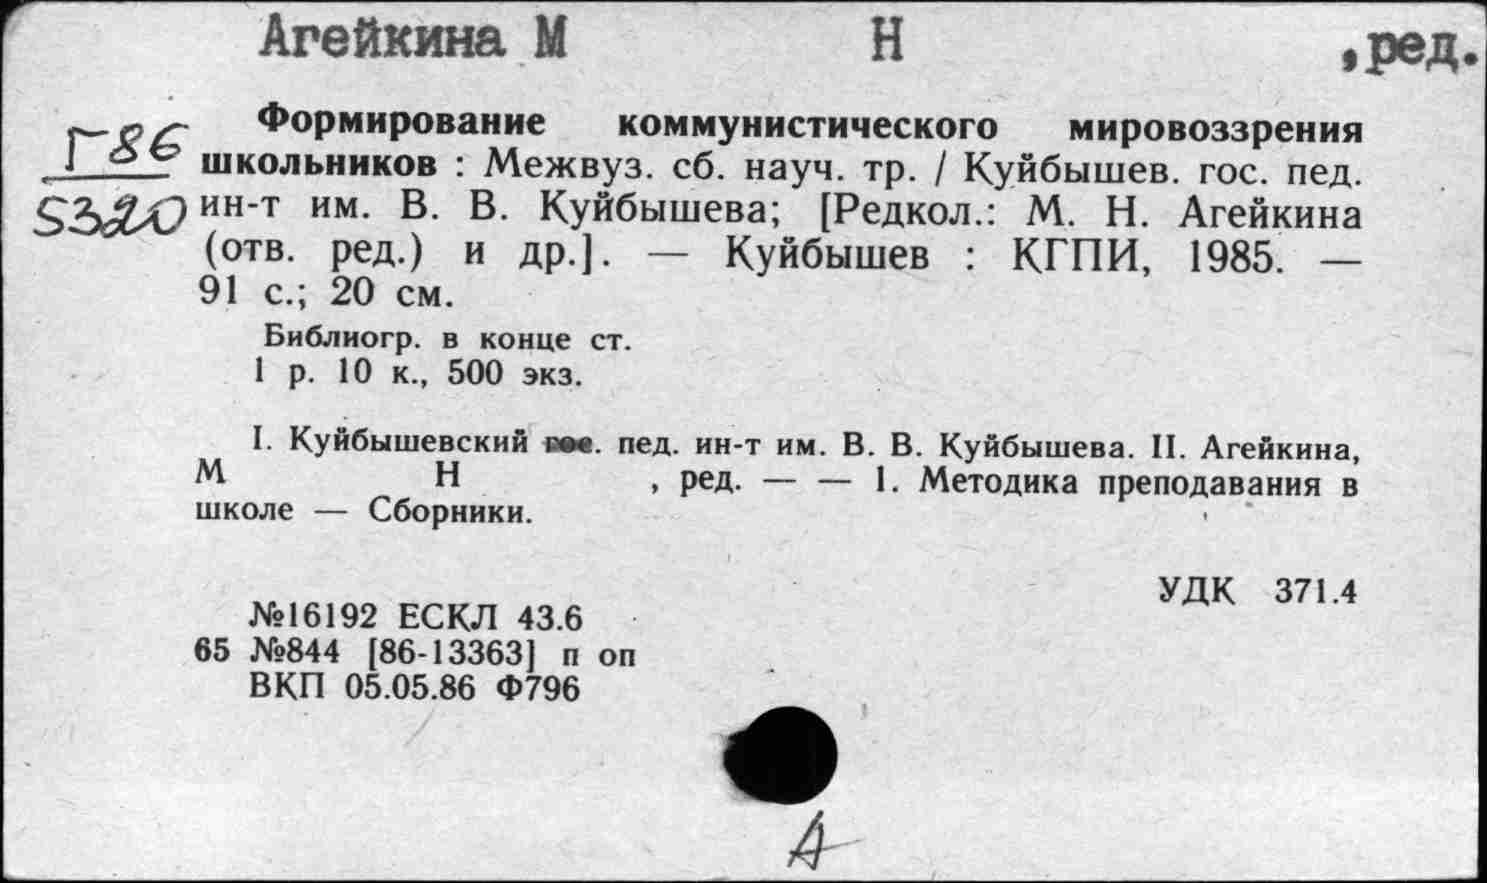 Агейкина М Н ,ред.
Г86
5320
Формирование коммунистического мировоззрения
школьников : Межвуз. сб. науч. тр. / Куйбышев. гос. пед.
ин-т им. В. В. Куйбышева; [Редкол.: М. Н. Агейкина
(отв. ред.) и др.]. — Куйбышев : КГПИ, 1985. —
91 с.; 20 см.
Библиогр. в конце ст.
1 р. 10 к., 500 экз.
I. Куйбышевский гос. пед. ин-т им. В. В. Куйбышева. II. Агейкина,
М Н , ред. — — 1. Методика преподавания в
школе — Сборники.
УДК 371.4
№16192 ЕСКЛ 43.6
65 №844 [86-13363] п оп
ВКП 05.05.86 Ф796
А